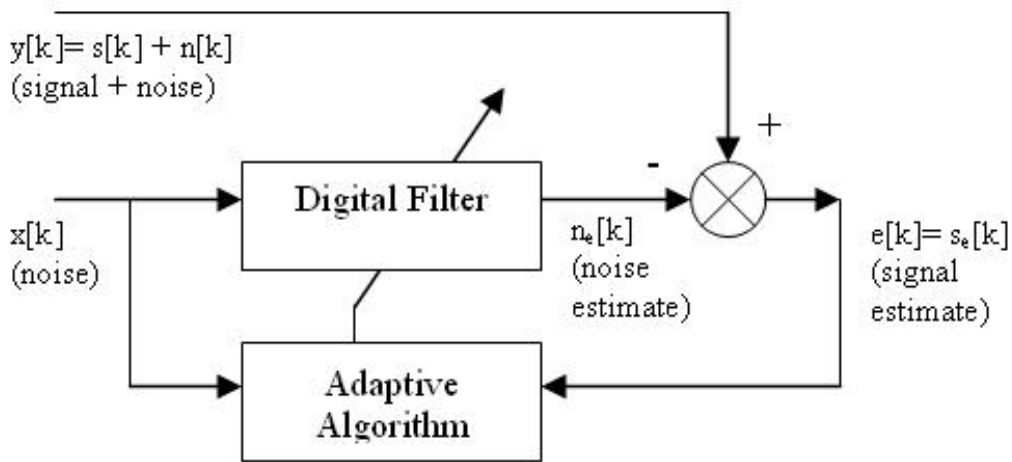 y[k]= s[k] + n[k]
(signal + noise)
+
-
Digital Filter
x[k]
(noise)
nₑ[k]
(noise
estimate)
e[k]= sₑ[k]
(signal
estimate)
Adaptive
Algorithm